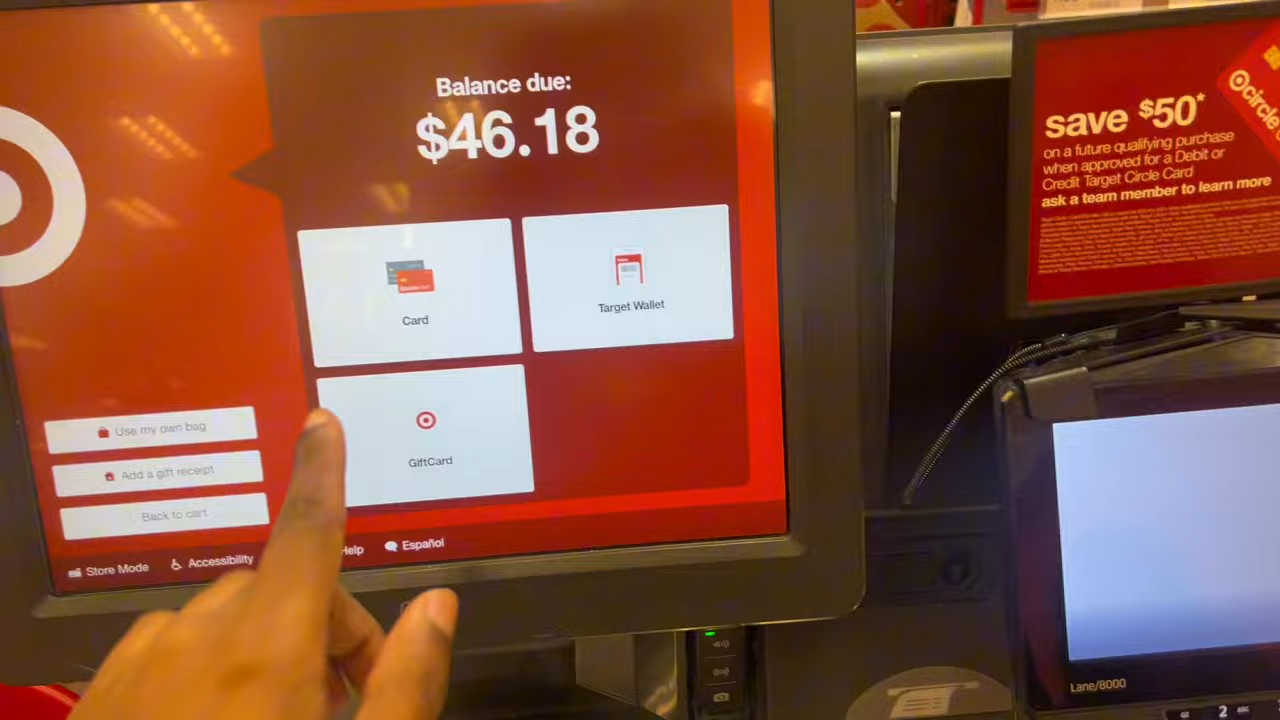 Balance due:
$46.18
Card
Target Wallet
GiftCard
Use my own bag
Add a gift receipt
Back to cart
Store Mode
Accessibility
Help
Español
save $50*
on a future qualifying purchase
when approved for a Debit or
Credit Target Circle Card
ask a team member to learn more
circle
Lane/8000
2 ABC